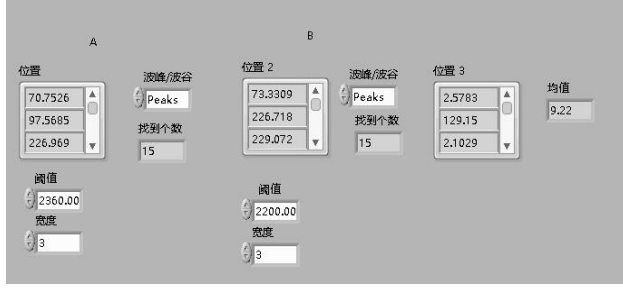 A
B
位置
70.7526
97.5685
226.969
波峰/波谷
Peaks
找到个数
15
阈值
2360.00
宽度
3
位置 2
73.3309
226.718
229.072
波峰/波谷
Peaks
找到个数
15
阈值
2200.00
宽度
3
位置 3
2.5783
129.15
2.1029
均值
9.22